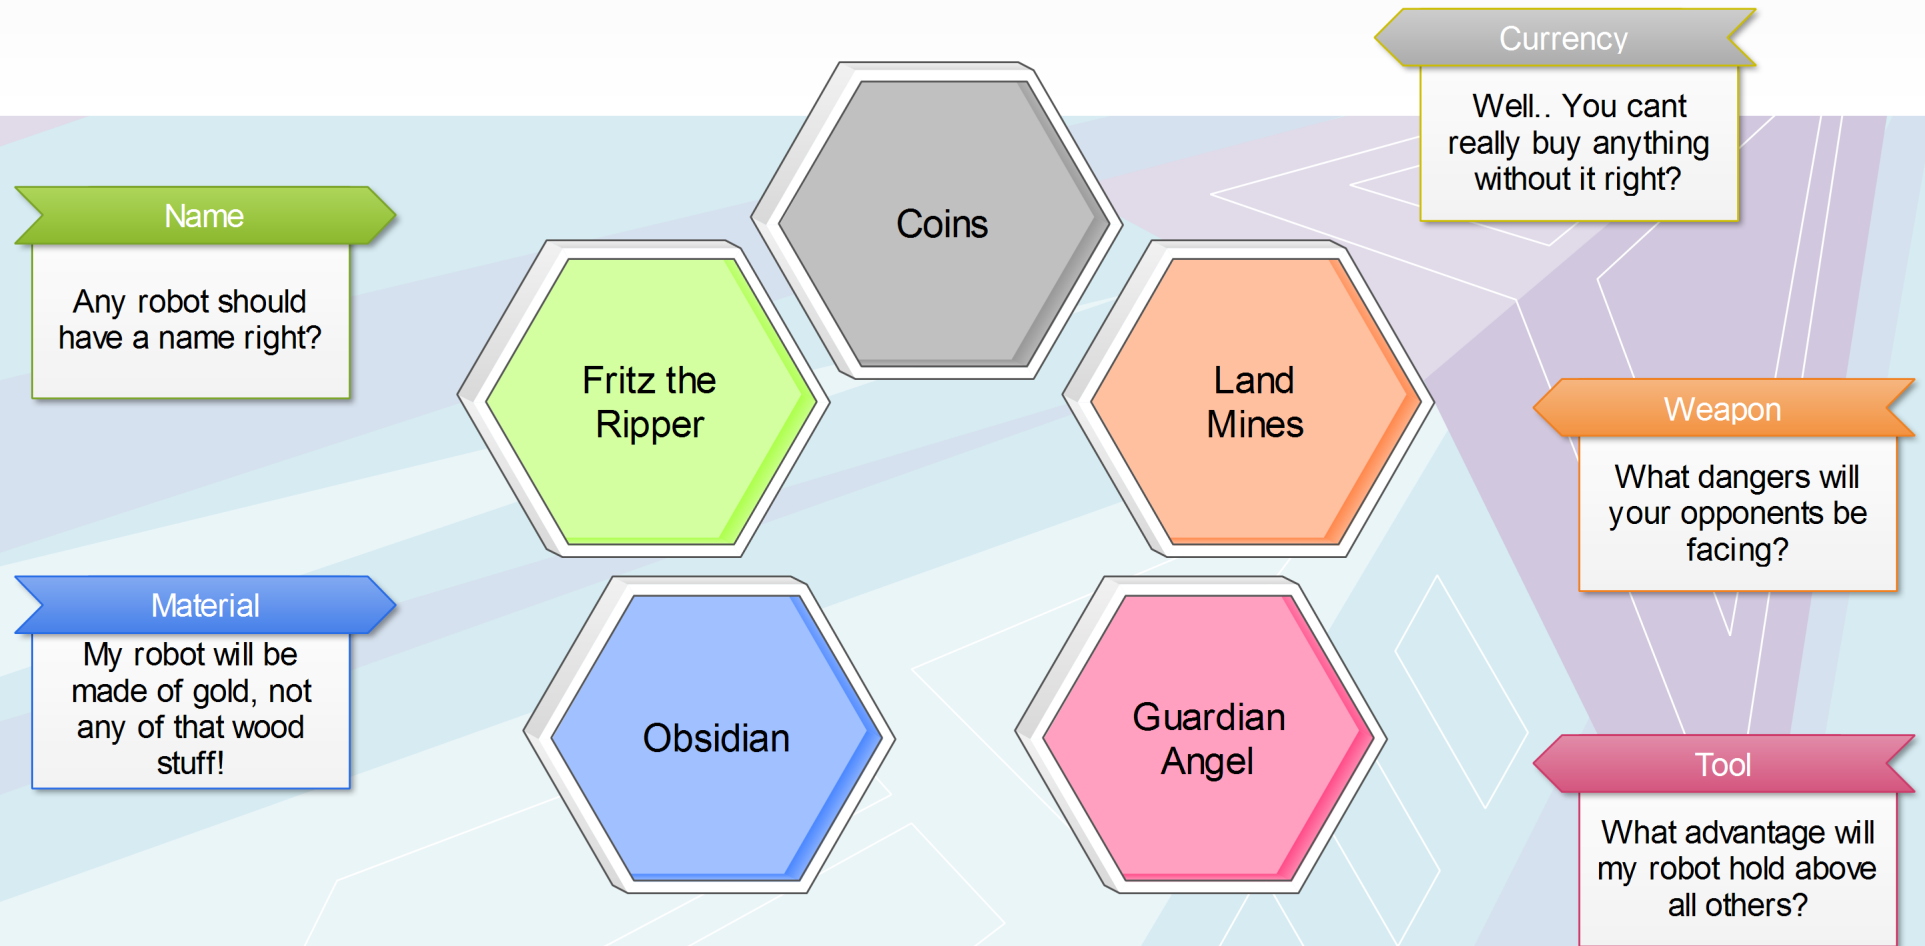 Currency
Well.. You cant
really buy anything
without it right?
Coins
Name
Any robot should
have a name right?
Fritz the
Ripper
Land
Mines
Weapon
What dangers will
your opponents be
facing?
Material
My robot will be
made of gold, not
any of that wood
stuff!
Obsidian
Guardian
Angel
Tool
What advantage will
my robot hold above
all others?